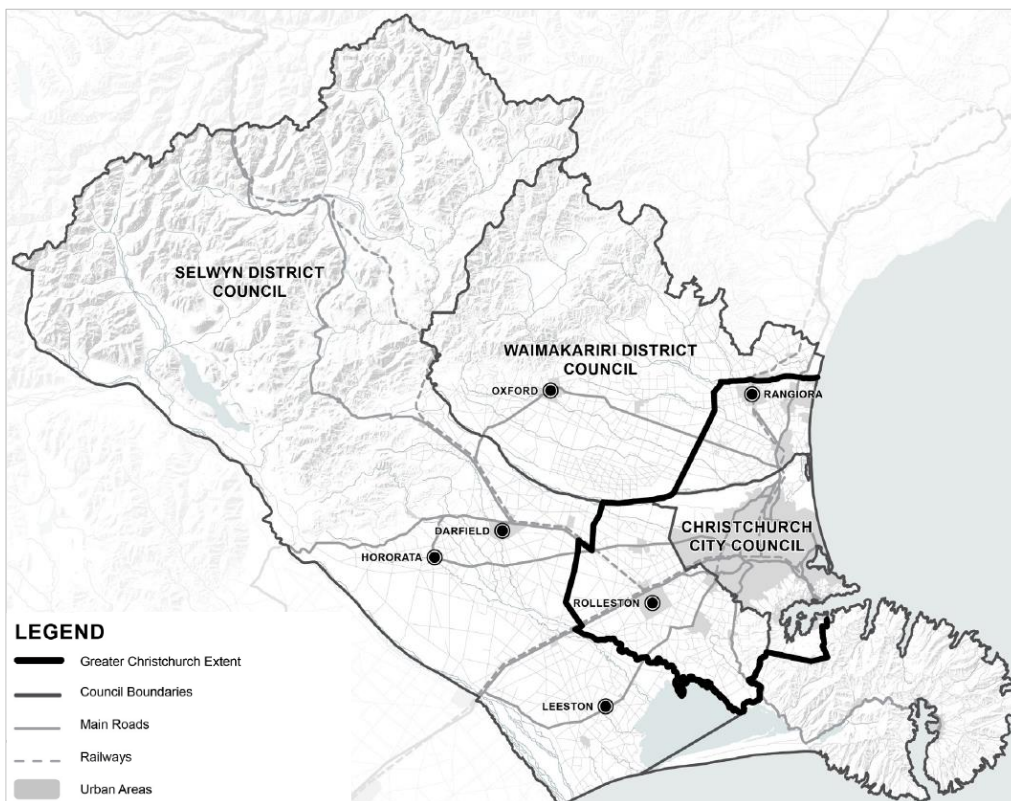 SELWYN DISTRICT
COUNCIL
WAIMAKARIRI DISTRICT
COUNCIL
OXFORD
RANGIORA
CHRISTCHURCH
CITY COUNCIL
DARFIELD
HORORATA
ROLLESTON
LEESTON
LEGEND
Greater Christchurch Extent
Council Boundaries
Main Roads
Railways
Urban Areas